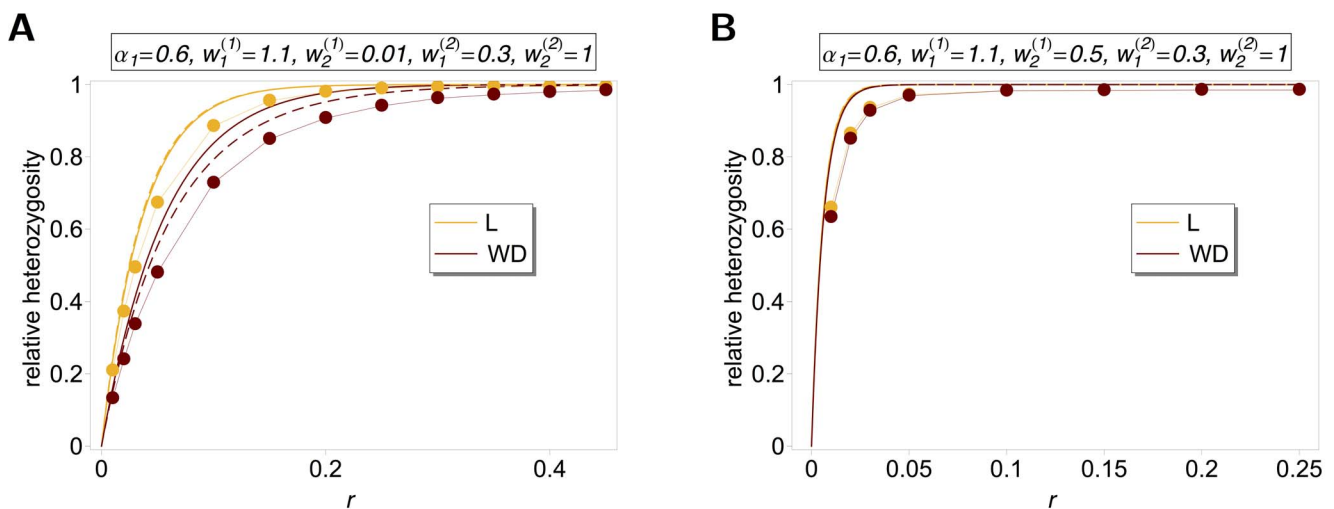 A
α₁=0.6, w₁⁽¹⁾=1.1, w₂⁽¹⁾=0.01, w₁⁽²⁾=0.3, w₂⁽²⁾=1
relative heterozygosity
1
0.8
0.6
0.4
0.2
0
L
WD
0
0.2
0.4
r
B
α₁=0.6, w₁⁽¹⁾=1.1, w₂⁽¹⁾=0.5, w₁⁽²⁾=0.3, w₂⁽²⁾=1
relative heterozygosity
1
0.8
0.6
0.4
0.2
0
L
WD
0
0.05
0.1
0.15
0.2
0.25
r